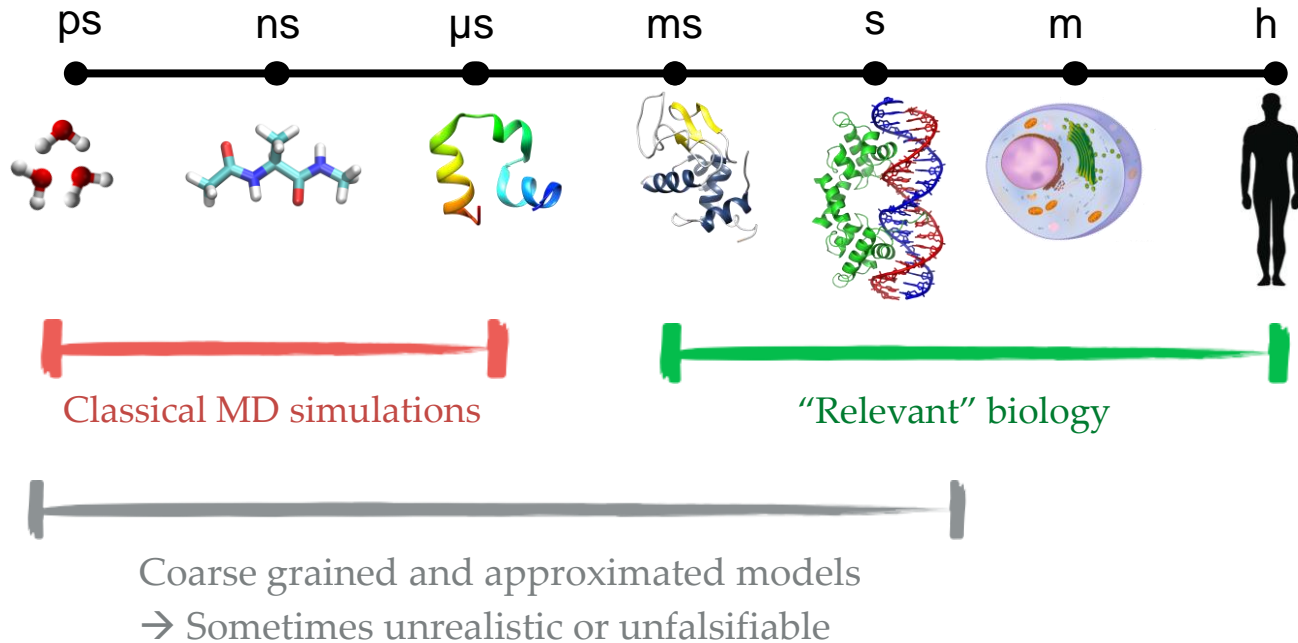 ps ns µs ms s m h
Classical MD simulations
“Relevant” biology
Coarse grained and approximated models
→ Sometimes unrealistic or unfalsifiable